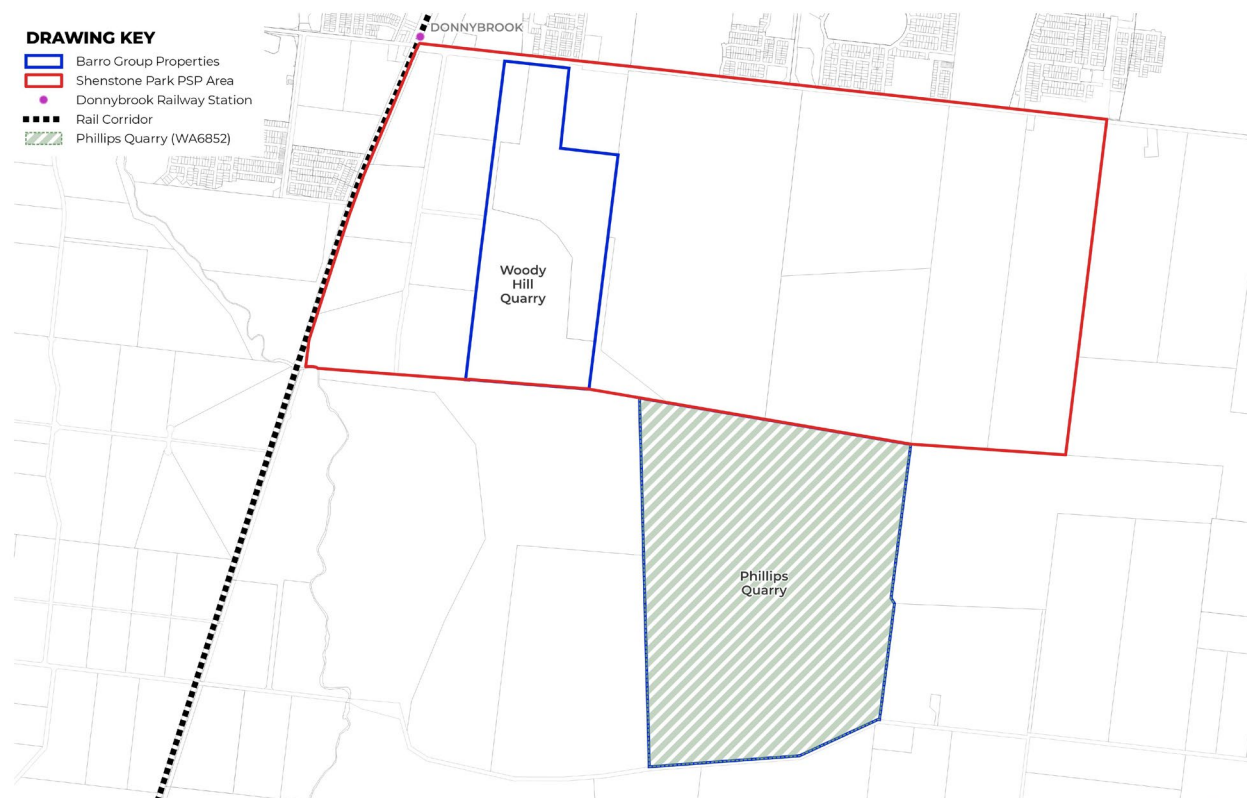 DRAWING KEY
Barro Group Properties
Shenstone Park PSP Area
Donnybrook Railway Station
Rail Corridor
Phillips Quarry (WA6852)
DONNYBROOK
Woody
Hill
Quarry
Phillips
Quarry